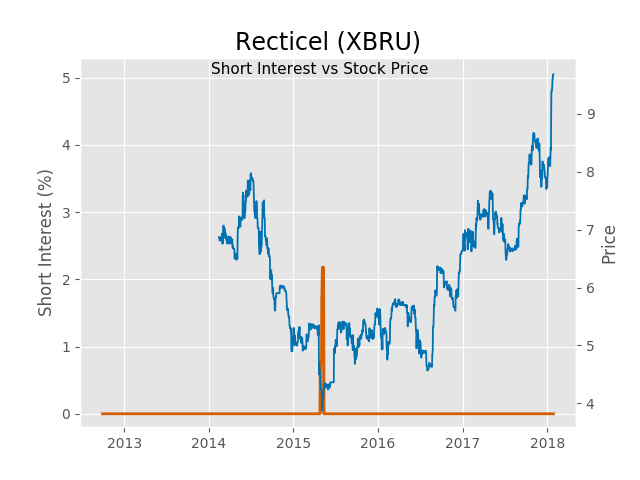 Recticel (XBRU)
Short Interest vs Stock Price
Short Interest (%)
5
4
3
2
1
0
9
8
7
6
5
4
Price
2013 2014 2015 2016 2017 2018